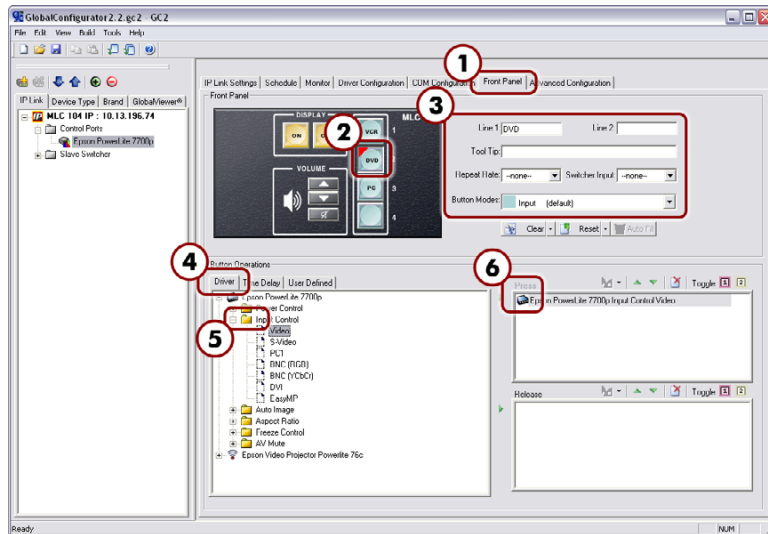 GlobalConfigurator2.2.gc2 - GC2
File Edit View Build Tools Help
IP Link Device Type Brand GlobalViewer®
MLC 104 IP : 10.13.196.74
Control Ports
Epson PowerLite 7700p
Slave Switcher
IP Link Settings Schedule Monitor Driver Configuration COM Configuration Front Panel Advanced Configuration
1
Front Panel
DISPLAY
ON
VOLUME
MLC
VCR 1
2
DVD 2
PC 3
4
3
Line 1: DVD Line 2:
Tool Tip:
Repeat Rate: --none-- Switcher Input: --none--
Button Modes: Input (default)
Clear Reset Auto Fill
Button Operations
4
Driver Time Delay User Defined
Epson PowerLite 7700p
Power Control
5
Input Control
Video
S-Video
PC1
BNC (RGB)
BNC (YCbCr)
DVI
EasyMP
Auto Image
Aspect Ratio
Freeze Control
AV Mute
Epson Video Projector Powerlite 76c
6
Press Toggle 1 2
Epson PowerLite 7700p Input Control Video
Release Toggle 1 2
Ready NUM